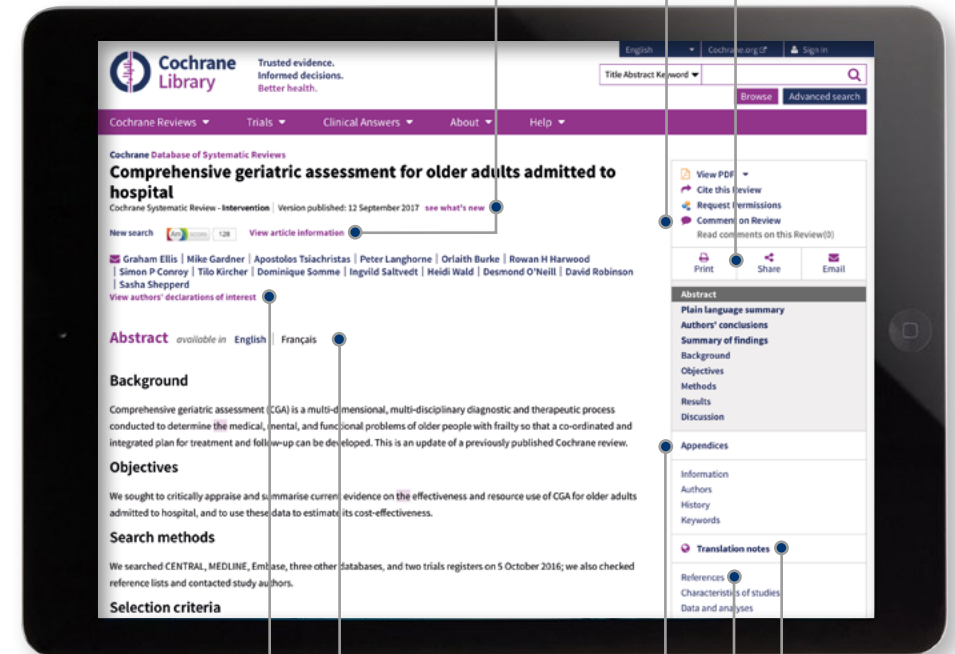 English
Cochrane.org
Sign in
Cochrane
Library
Trusted evidence.
Informed decisions.
Better health.
Title Abstract Keyword
Browse
Advanced search
Cochrane Reviews
Trials
Clinical Answers
About
Help
Cochrane Database of Systematic Reviews
Comprehensive geriatric assessment for older adults admitted to
hospital
Cochrane Systematic Review - Intervention | Version published: 12 September 2017 see what's new
New search
Am score 128
View article information
Graham Ellis | Mike Gardner | Apostolos Tsiachristas | Peter Langhorne | Orlaith Burke | Rowan H Harwood
| Simon P Conroy | Tilo Kircher | Dominique Somme | Ingvild Saltvedt | Heidi Wald | Desmond O'Neill | David Robinson
| Sasha Shepperd
View authors' declarations of interest
Abstract available in English | Français
Background
Comprehensive geriatric assessment (CGA) is a multi-dimensional, multi-disciplinary diagnostic and therapeutic process
conducted to determine the medical, mental, and functional problems of older people with frailty so that a co-ordinated and
integrated plan for treatment and follow-up can be developed. This is an update of a previously published Cochrane review.
Objectives
We sought to critically appraise and summarise current evidence on the effectiveness and resource use of CGA for older adults
admitted to hospital, and to use these data to estimate its cost-effectiveness.
Search methods
We searched CENTRAL, MEDLINE, Embase, three other databases, and two trials registers on 5 October 2016; we also checked
reference lists and contacted study authors.
Selection criteria
View PDF
Cite this Review
Request Permissions
Comment on Review
Read comments on this Review(0)
Print
Share
Email
Abstract
Plain language summary
Authors' conclusions
Summary of findings
Background
Objectives
Methods
Results
Discussion
Appendices
Information
Authors
History
Keywords
Translation notes
References
Characteristics of studies
Data and analyses